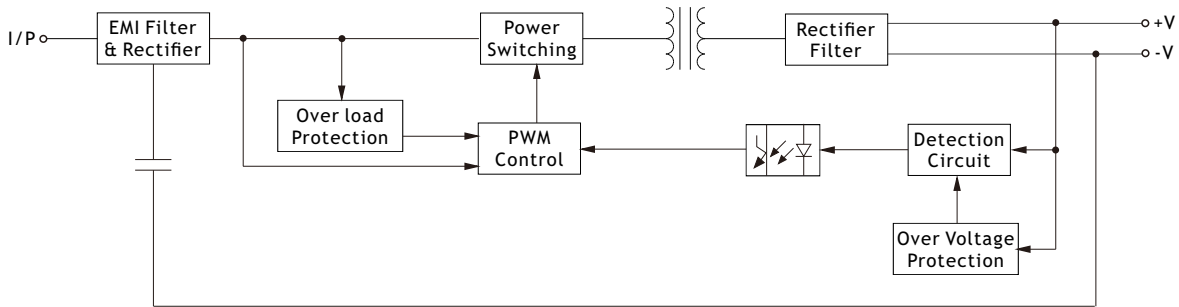 I/P
EMI Filter
& Rectifier
Power
Switching
Rectifier
Filter
+V
-V
Over load
Protection
PWM
Control
Detection
Circuit
Over Voltage
Protection